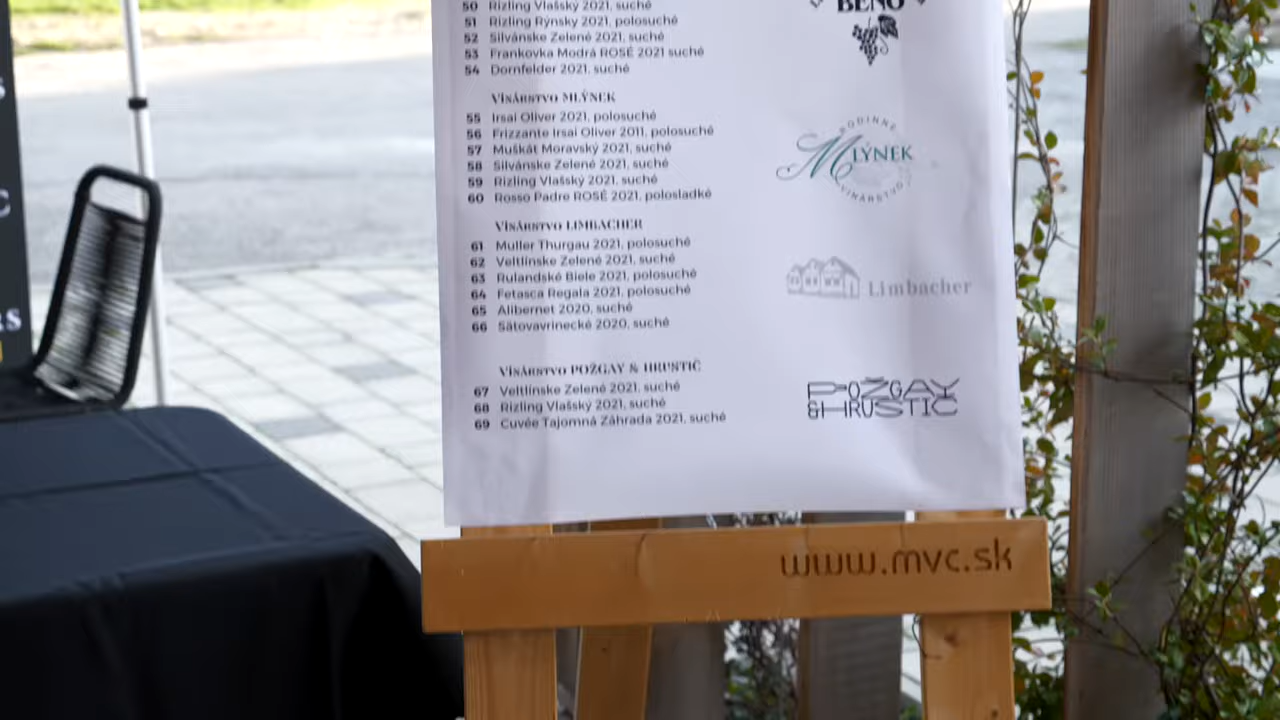 50 Rizling Vlašský 2021, suché
51 Rizling Rýnsky 2021, polosuché
52 Silvánske Zelené 2021, suché
53 Frankovka Modrá ROSÉ 2021 suché
54 Dornfelder 2021, suché
BEŇO
VINÁRSTVO MLÝNEK
55 Irsai Oliver 2021, polosuché
56 Frizzante Irsai Oliver 2011, polosuché
57 Muškát Moravský 2021, suché
58 Silvánske Zelené 2021, suché
59 Rizling Vlašský 2021, suché
60 Rosso Padre ROSÉ 2021, polosladké
RODINNÉ
MLÝNEK
VINÁRSTVO
VINÁRSTVO LIMBACHER
61 Muller Thurgau 2021, polosuché
62 Veltlínske Zelené 2021, suché
63 Rulandské Biele 2021, polosuché
64 Fetasca Regala 2021, polosuché
65 Alibernet 2020, suché
66 Sätovavrinecké 2020, suché
Limbacher
VINÁRSTVO POŽGAY & HRUSTIČ
67 Veltlínske Zelené 2021, suché
68 Rizling Vlašský 2021, suché
69 Cuvée Tajomná Záhrada 2021, suché
POŽGAY
&HRUSTIČ
www.mvc.sk